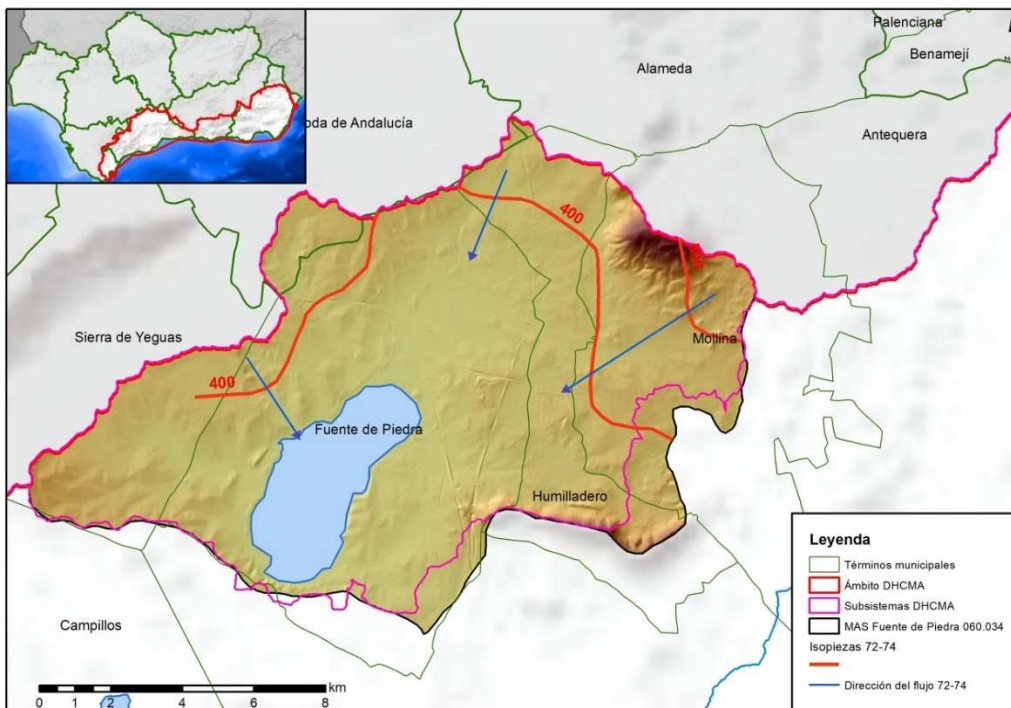 Palenciana
Benamejí
Alameda
oda de Andalucía
Antequera
400
Sierra de Yeguas
Mollina
400
Fuente de Piedra
Humilladero
Campillos
km
0 1 2 4 6 8
Leyenda
Términos municipales
Ámbito DHCMA
Subsistemas DHCMA
MAS Fuente de Piedra 060.034
Isopiezas 72-74
Dirección del flujo 72-74